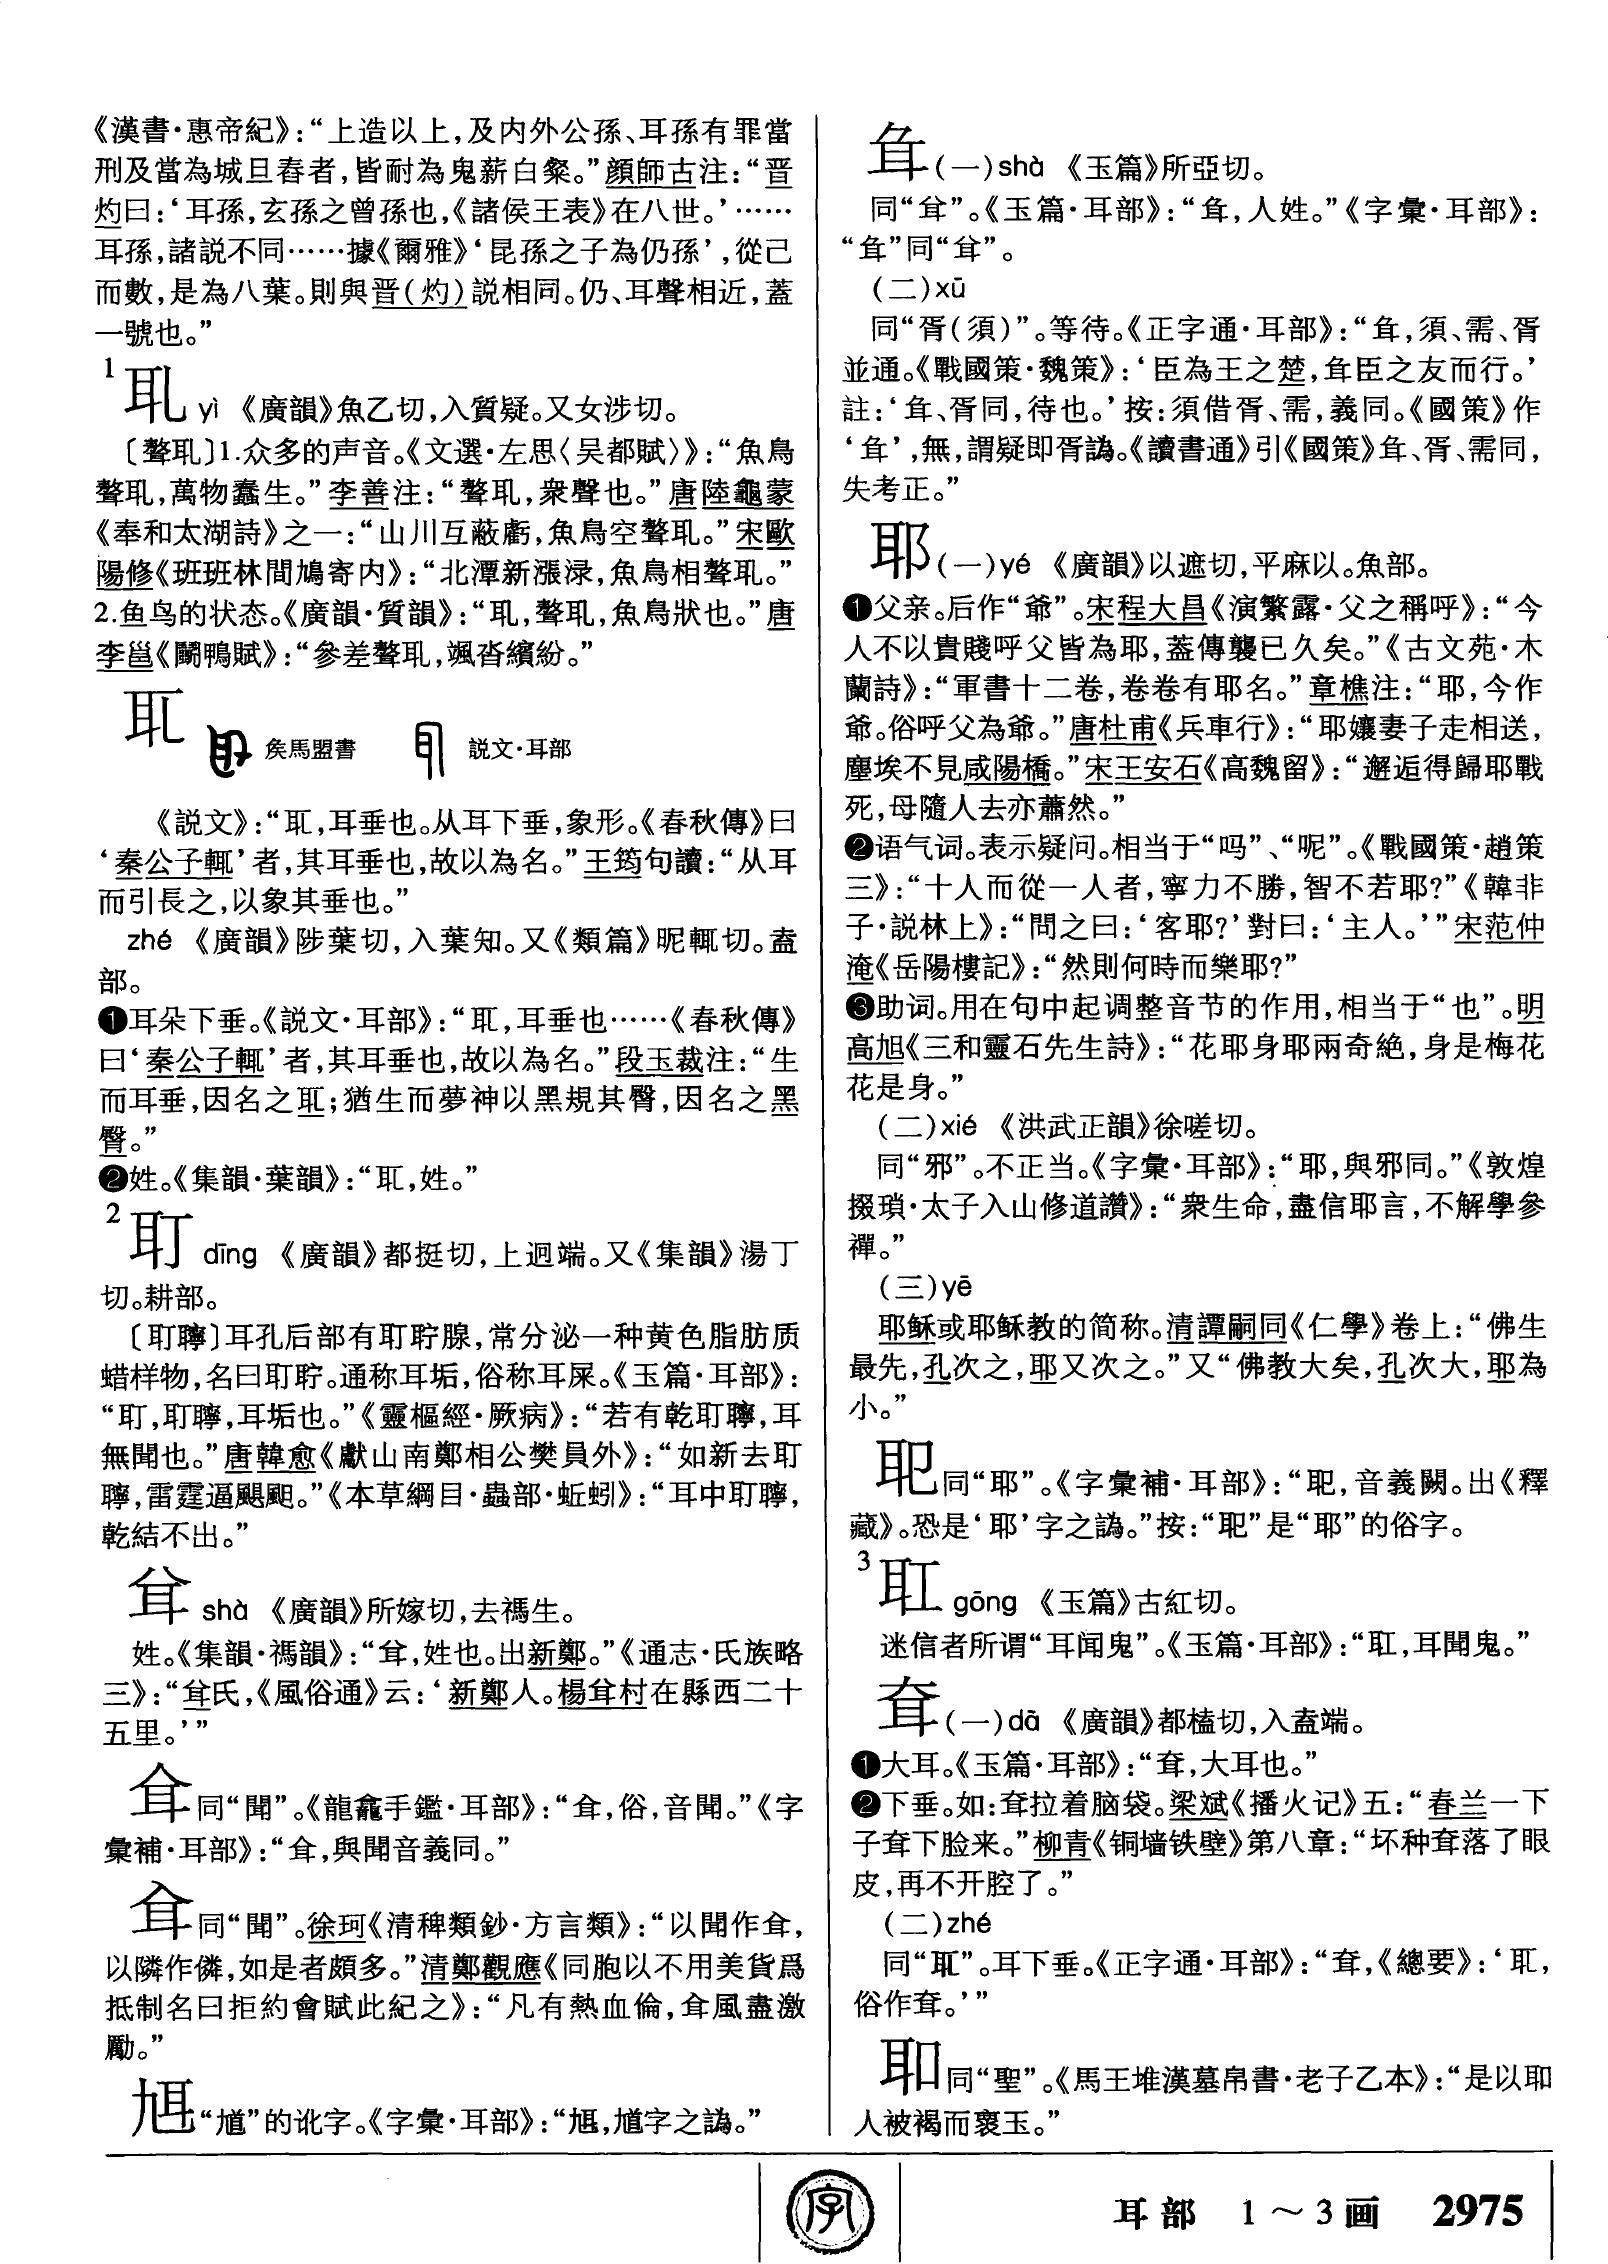 《漢書·惠帝紀》：“上造以上，及内外公孫、耳孫有罪當
刑及當為城旦舂者，皆耐為鬼薪白粲。”顔師古注：“晋
灼曰：‘耳孫，玄孫之曾孫也，《諸侯王表》在八世。’……
耳孫，諸説不同……據《爾雅》‘昆孫之子為仍孫’，從己
而數，是為八葉。則與晋（灼）説相同。仍、耳聲相近，蓋
一號也。”
1
耴 yì 《廣韻》魚乙切，入質疑。又女涉切。
〔聱耴〕1.众多的声音。《文選·左思〈吴都賦〉》：“魚鳥
聱耴，萬物蠢生。”李善注：“聱耴，衆聲也。”唐陸龜蒙
《奉和太湖詩》之一：“山川互蔽虧，魚鳥空聱耴。”宋歐
陽修《班班林間鳩寄内》：“北潭新漲渌，魚鳥相聱耴。”
2.鱼鸟的状态。《廣韻·質韻》：“耴，聱耴，魚鳥狀也。”唐
李邕《鬭鴨賦》：“參差聱耴，颯沓繽紛。”
耴 矦馬盟書 説文·耳部
《説文》：“耴，耳垂也。从耳下垂，象形。《春秋傳》曰
‘秦公子輒’者，其耳垂也，故以為名。”王筠句讀：“从耳
而引長之，以象其垂也。”
zhé 《廣韻》陟葉切，入葉知。又《類篇》昵輒切。盍
部。
❶耳朵下垂。《説文·耳部》：“耴，耳垂也……《春秋傳》
曰‘秦公子輒’者，其耳垂也，故以為名。”段玉裁注：“生
而耳垂，因名之耴；猶生而夢神以黑規其臀，因名之黑
臀。”
❷姓。《集韻·葉韻》：“耴，姓。”
2
耵 dīng 《廣韻》都挺切，上迥端。又《集韻》湯丁
切。耕部。
〔耵聹〕耳孔后部有耵聍腺，常分泌一种黄色脂肪质
蜡样物，名曰耵聍。通称耳垢，俗称耳屎。《玉篇·耳部》：
“耵，耵聹，耳垢也。”《靈樞經·厥病》：“若有乾耵聹，耳
無聞也。”唐韓愈《獻山南鄭相公樊員外》：“如新去耵
聹，雷霆逼颶䫻。”《本草綱目·蟲部·蚯蚓》：“耳中耵聹，
乾結不出。”
耷 shà 《廣韻》所嫁切，去禡生。
姓。《集韻·禡韻》：“𦔯，姓也。出新鄭。”《通志·氏族略
三》：“𦔯氏，《風俗通》云：‘新鄭人。楊𦔯村在縣西二十
五里。’”
同“聞”。《龍龕手鑑·耳部》：“𦔮，俗，音聞。”《字
彙補·耳部》：“𦔮，與聞音義同。”
同“聞”。徐珂《清稗類鈔·方言類》：“以聞作耷，
以隣作僯，如是者頗多。”清鄭觀應《同胞以不用美貨爲
抵制名曰拒約會賦此紀之》：“凡有熱血倫，風盡激
勵。”
“尵”的讹字。《字彙·耳部》：“字之譌。”
(一)shà 《玉篇》所亞切。
同“𦔯”。《玉篇·耳部》：“，人姓。”《字彙·耳部》：
“”同“𦔯”。
(二)xū
同“胥（須）”。等待。《正字通·耳部》：“，須、需、胥
並通。《戰國策·魏策》：‘臣為王之楚，臣之友而行。’
註：‘、胥同，待也。’按：須借胥、需，義同。《國策》作
‘’，無，謂疑即胥譌。《讀書通》引《國策》、胥、需同，
失考正。”
耶 (一)yé 《廣韻》以遮切，平麻以。魚部。
❶父亲。后作“爺”。宋程大昌《演繁露·父之稱呼》：“今
人不以貴賤呼父皆為耶，蓋傳襲已久矣。”《古文苑·木
蘭詩》：“軍書十二卷，卷卷有耶名。”章樵注：“耶，今作
爺。俗呼父為爺。”唐杜甫《兵車行》：“耶孃妻子走相送，
塵埃不見咸陽橋。”宋王安石《高魏留》：“邂逅得歸耶戰
死，母隨人去亦蕭然。”
❷语气词。表示疑问。相当于“吗”、“呢”。《戰國策·趙策
三》：“十人而從一人者，寧力不勝，智不若耶？”《韓非
子·説林上》：“問之曰：‘客耶？’對曰：‘主人。’”宋范仲
淹《岳陽樓記》：“然則何時而樂耶？”
❸助词。用在句中起调整音节的作用，相当于“也”。明
高旭《三和靈石先生詩》：“花耶身耶兩奇絶，身是梅花
花是身。”
(二)xié 《洪武正韻》徐嗟切。
同“邪”。不正当。《字彙·耳部》：“耶，與邪同。”《敦煌
掇瑣·太子入山修道讚》：“衆生命，盡信耶言，不解學參
禪。”
(三)yē
耶稣或耶稣教的简称。清譚嗣同《仁學》卷上：“佛生
最先，孔次之，耶又次之。”又“佛教大矣，孔次大，耶為
小。”
同“耶”。《字彙補·耳部》：“，音義闕。出《釋
藏》。恐是‘耶’字之譌。”按：“”是“耶”的俗字。
3
䏺 gōng 《玉篇》古紅切。
迷信者所谓“耳闻鬼”。《玉篇·耳部》：“，耳聞鬼。”
耷 (一)dā 《廣韻》都榼切，入盍端。
❶大耳。《玉篇·耳部》：“耷，大耳也。”
❷下垂。如：耷拉着脑袋。梁斌《播火记》五：“春兰一下
子耷下脸来。”柳青《铜墙铁壁》第八章：“坏种耷落了眼
皮，再不开腔了。”
(二)zhé
同“耴”。耳下垂。《正字通·耳部》：“耷，《總要》：‘耴，
俗作耷。’”
同“聖”。《馬王堆漢墓帛書·老子乙本》：“是以
人被褐而褱玉。”
字
耳部 1～3画 2975